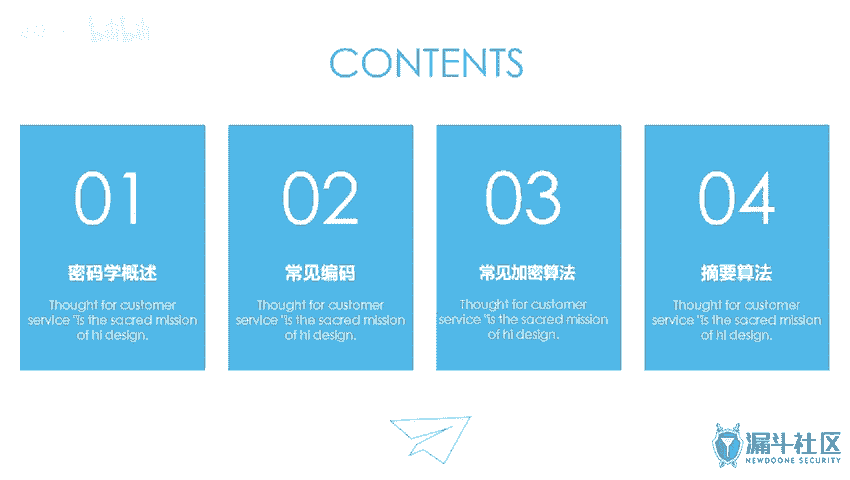 CONTENTS
01
密码学概述
Thought for customer
service "is the sacred mission
of hi design.
02
常见编码
Thought for customer
service "is the sacred mission
of hi design.
03
常见加密算法
Thought for customer
service "is the sacred mission
of hi design.
04
摘要算法
Thought for customer
service "is the sacred mission
of hi design.
漏斗社区
NEWDOONE SECURITY